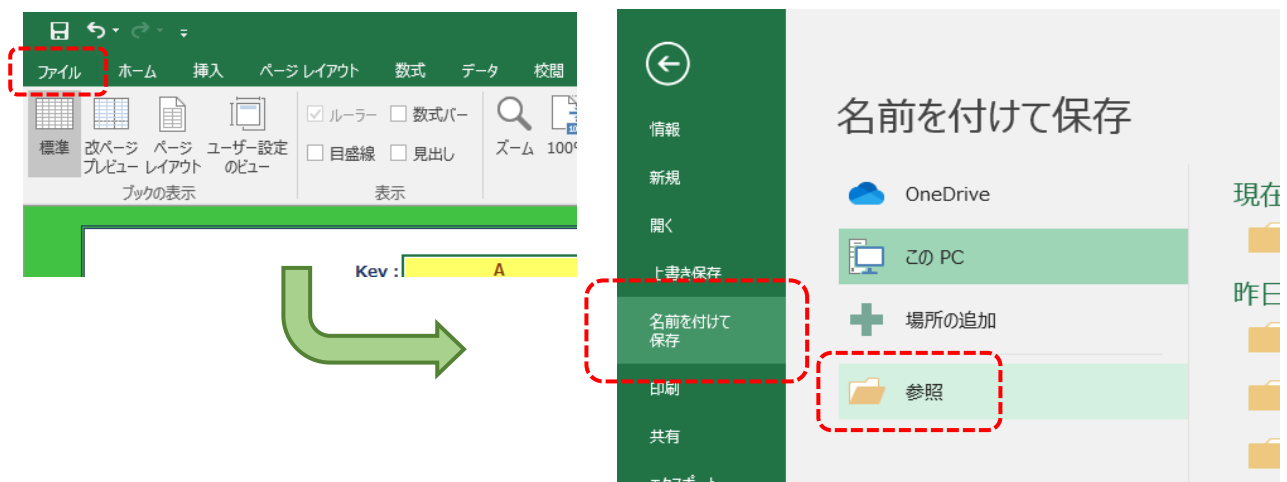 ファイル ホーム 挿入 ページ レイアウト 数式 データ 校閲
標準 改ページ プレビュー ページ レイアウト ユーザー設定 のビュー
ルーラー 数式バー
目盛線 見出し
ズーム 100%
ブックの表示 表示
Key : A
情報
新規
開く
上書き保存
名前を付けて
保存
印刷
共有
エクスポート
名前を付けて保存
OneDrive
この PC
場所の追加
参照
現在
昨日